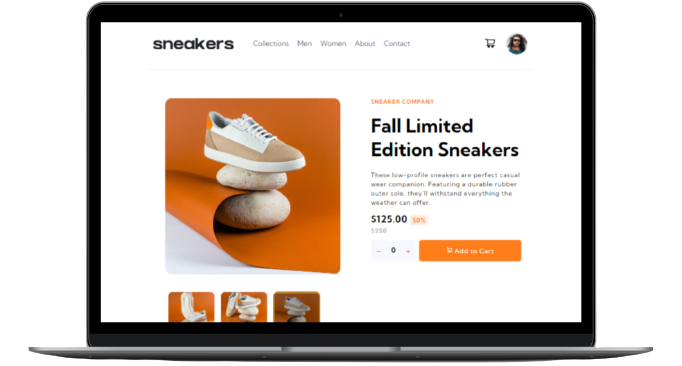 sneakers
Collections Men Women About Contact
SNEAKER COMPANY
Fall Limited
Edition Sneakers
These low-profile sneakers are perfect casual
wear companion. Featuring a durable rubber
outer sole, they'll withstand everything the
weather can offer.
$125.00 50%
$250
- 0 +
Add to Cart